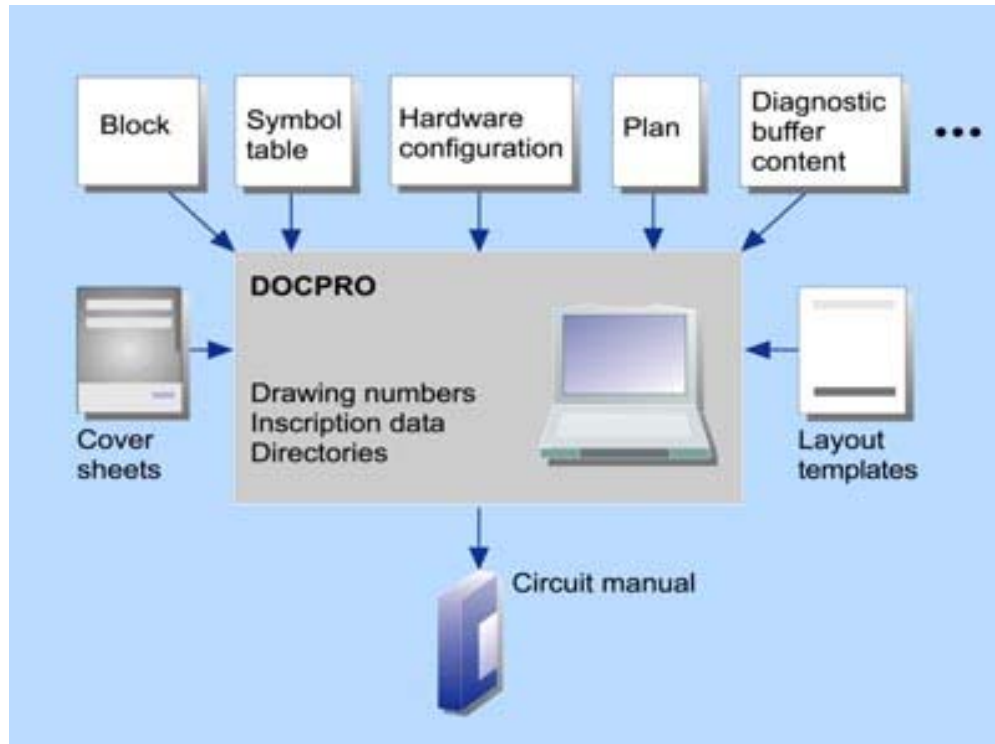 Block
Symbol
table
Hardware
configuration
Plan
Diagnostic
buffer
content
...
DOCPRO
Drawing numbers
Inscription data
Directories
Cover
sheets
Layout
templates
Circuit manual